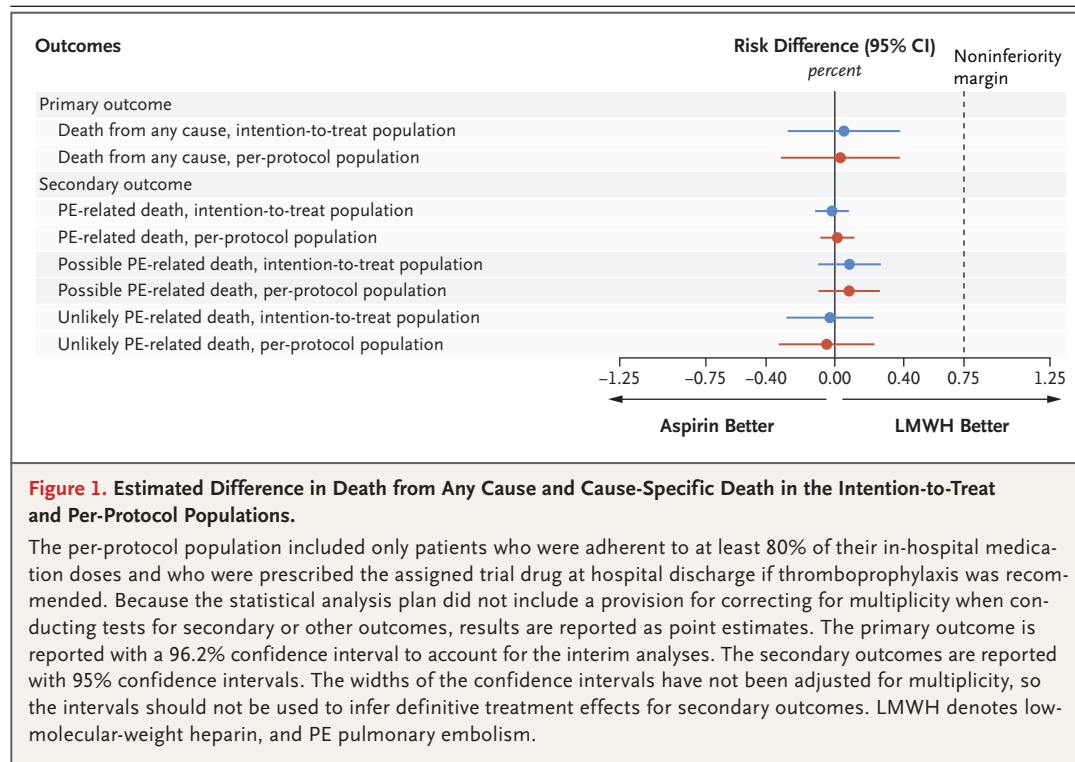 Outcomes
Risk Difference (95% CI)
percent
Noninferiority
margin
Primary outcome
Death from any cause, intention-to-treat population
Death from any cause, per-protocol population
Secondary outcome
PE-related death, intention-to-treat population
PE-related death, per-protocol population
Possible PE-related death, intention-to-treat population
Possible PE-related death, per-protocol population
Unlikely PE-related death, intention-to-treat population
Unlikely PE-related death, per-protocol population
−1.25 −0.75 −0.40 0.00 0.40 0.75 1.25
Aspirin Better LMWH Better
Figure 1. Estimated Difference in Death from Any Cause and Cause-Specific Death in the Intention-to-Treat
and Per-Protocol Populations.
The per-protocol population included only patients who were adherent to at least 80% of their in-hospital medica-
tion doses and who were prescribed the assigned trial drug at hospital discharge if thromboprophylaxis was recom-
mended. Because the statistical analysis plan did not include a provision for correcting for multiplicity when con-
ducting tests for secondary or other outcomes, results are reported as point estimates. The primary outcome is
reported with a 96.2% confidence interval to account for the interim analyses. The secondary outcomes are reported
with 95% confidence intervals. The widths of the confidence intervals have not been adjusted for multiplicity, so
the intervals should not be used to infer definitive treatment effects for secondary outcomes. LMWH denotes low-
molecular-weight heparin, and PE pulmonary embolism.